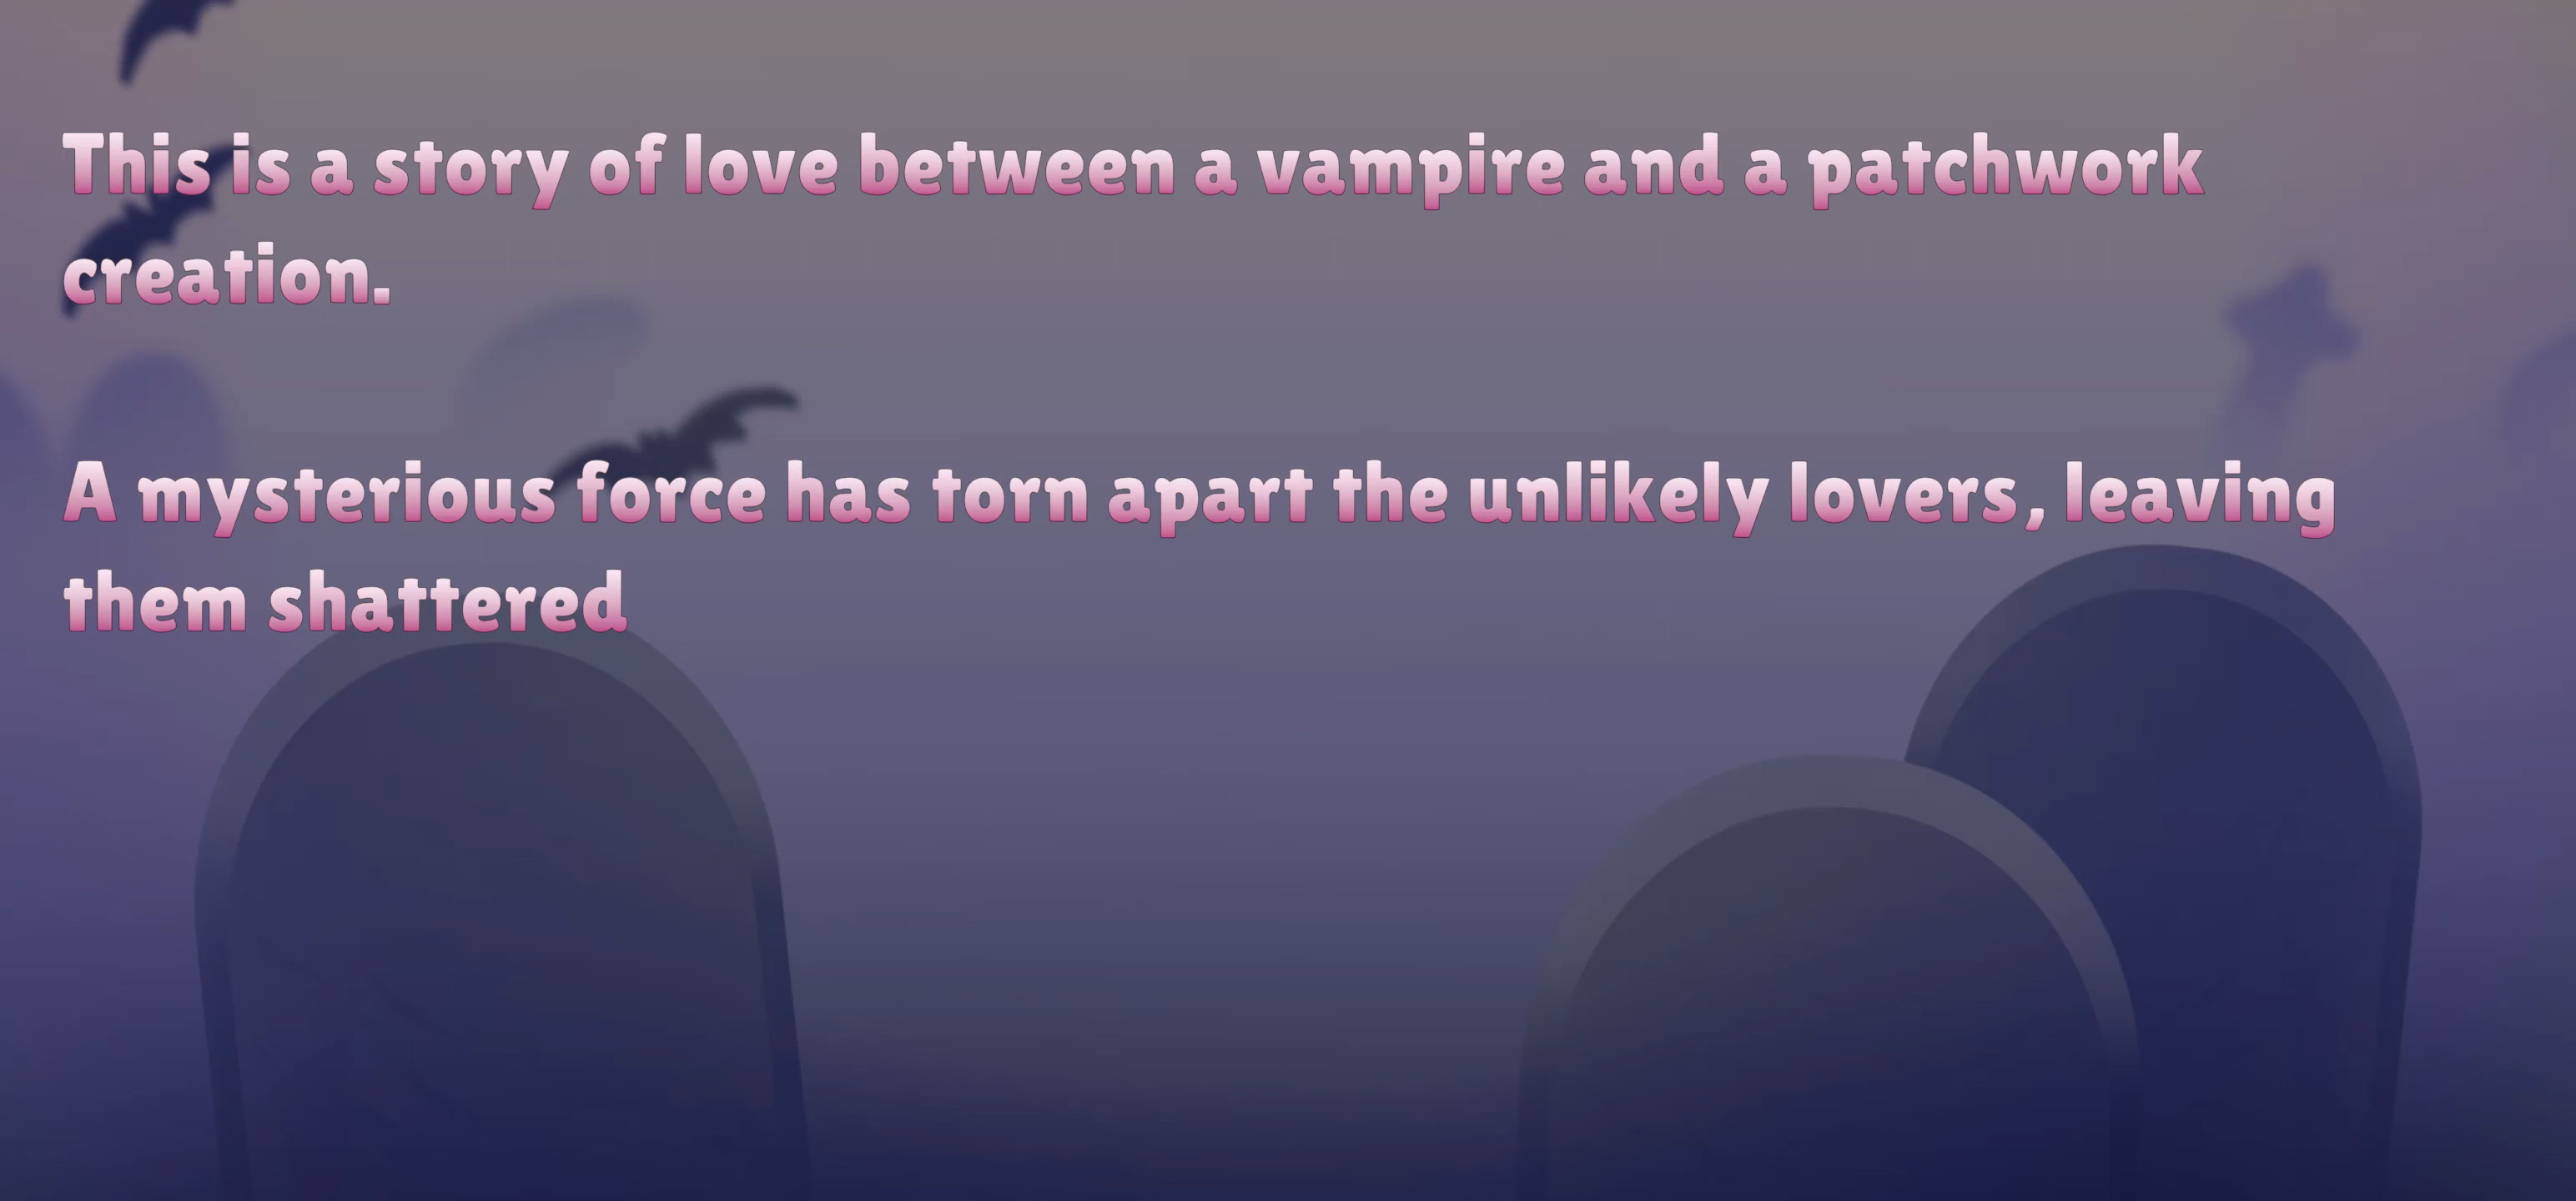 This is a story of love between a vampire and a patchwork
creation.
A mysterious force has torn apart the unlikely lovers, leaving
them shattered